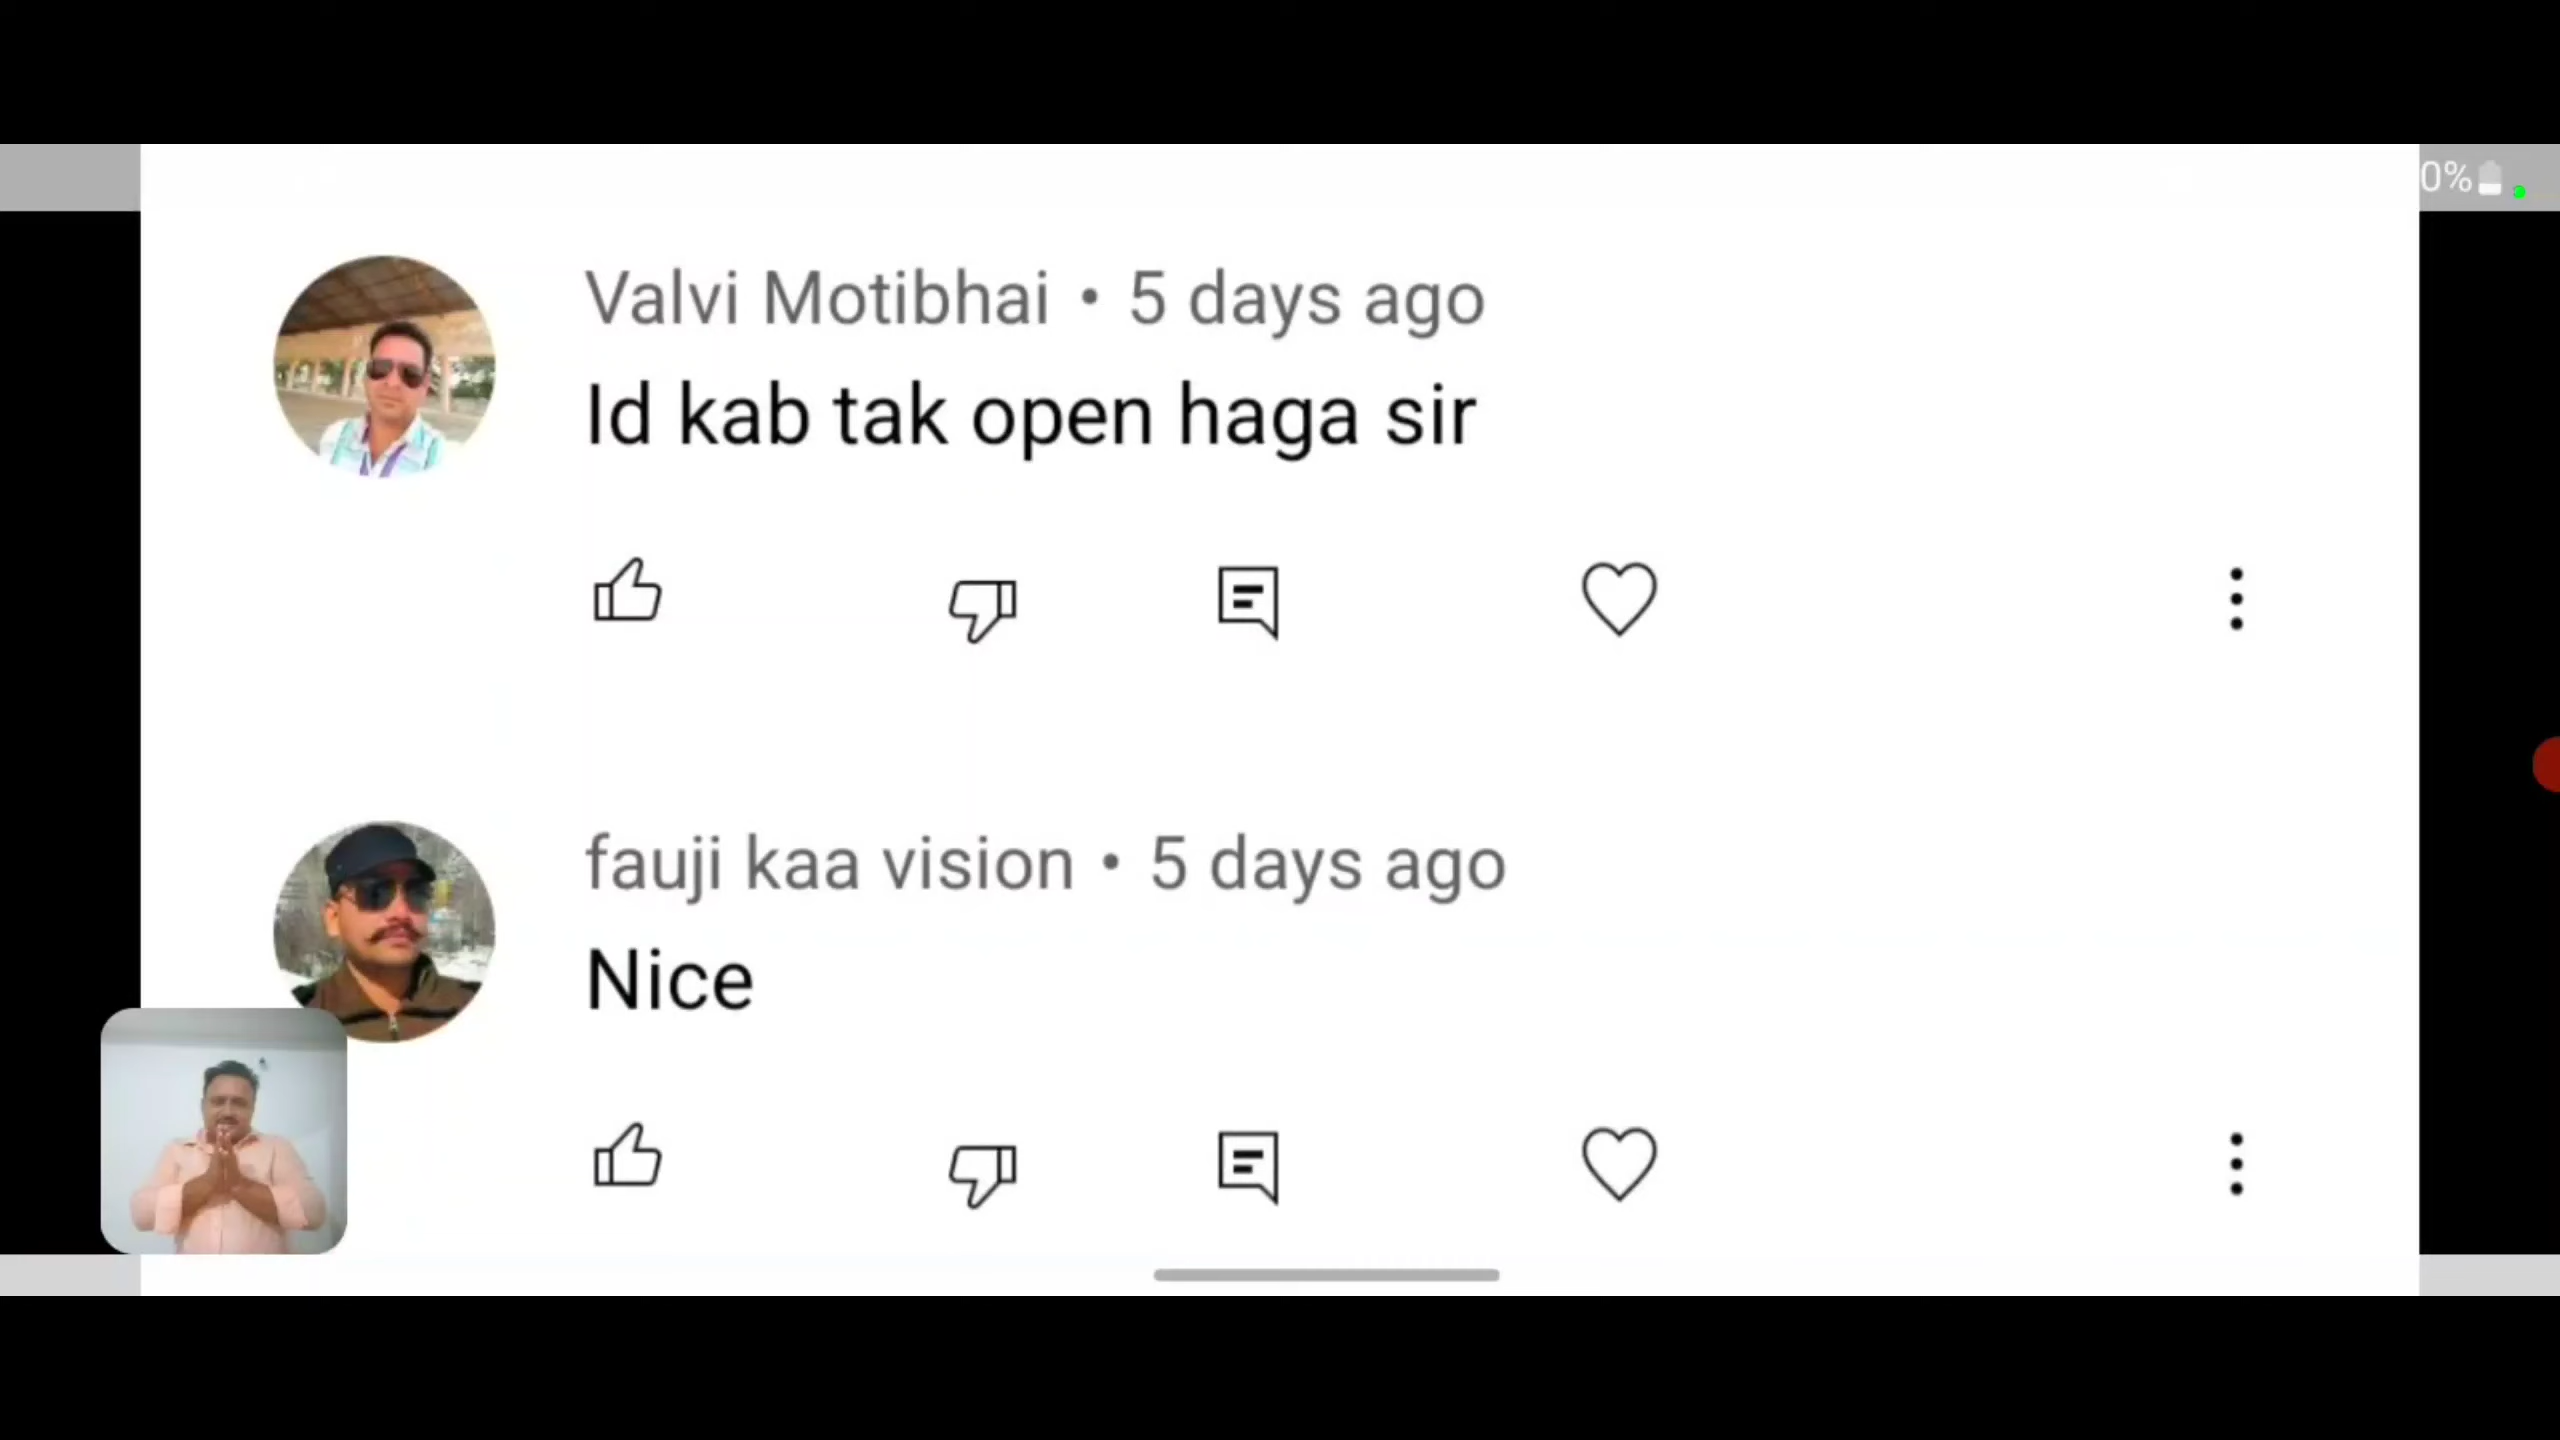 0%
Valvi Motibhai • 5 days ago
Id kab tak open haga sir
fauji kaa vision • 5 days ago
Nice